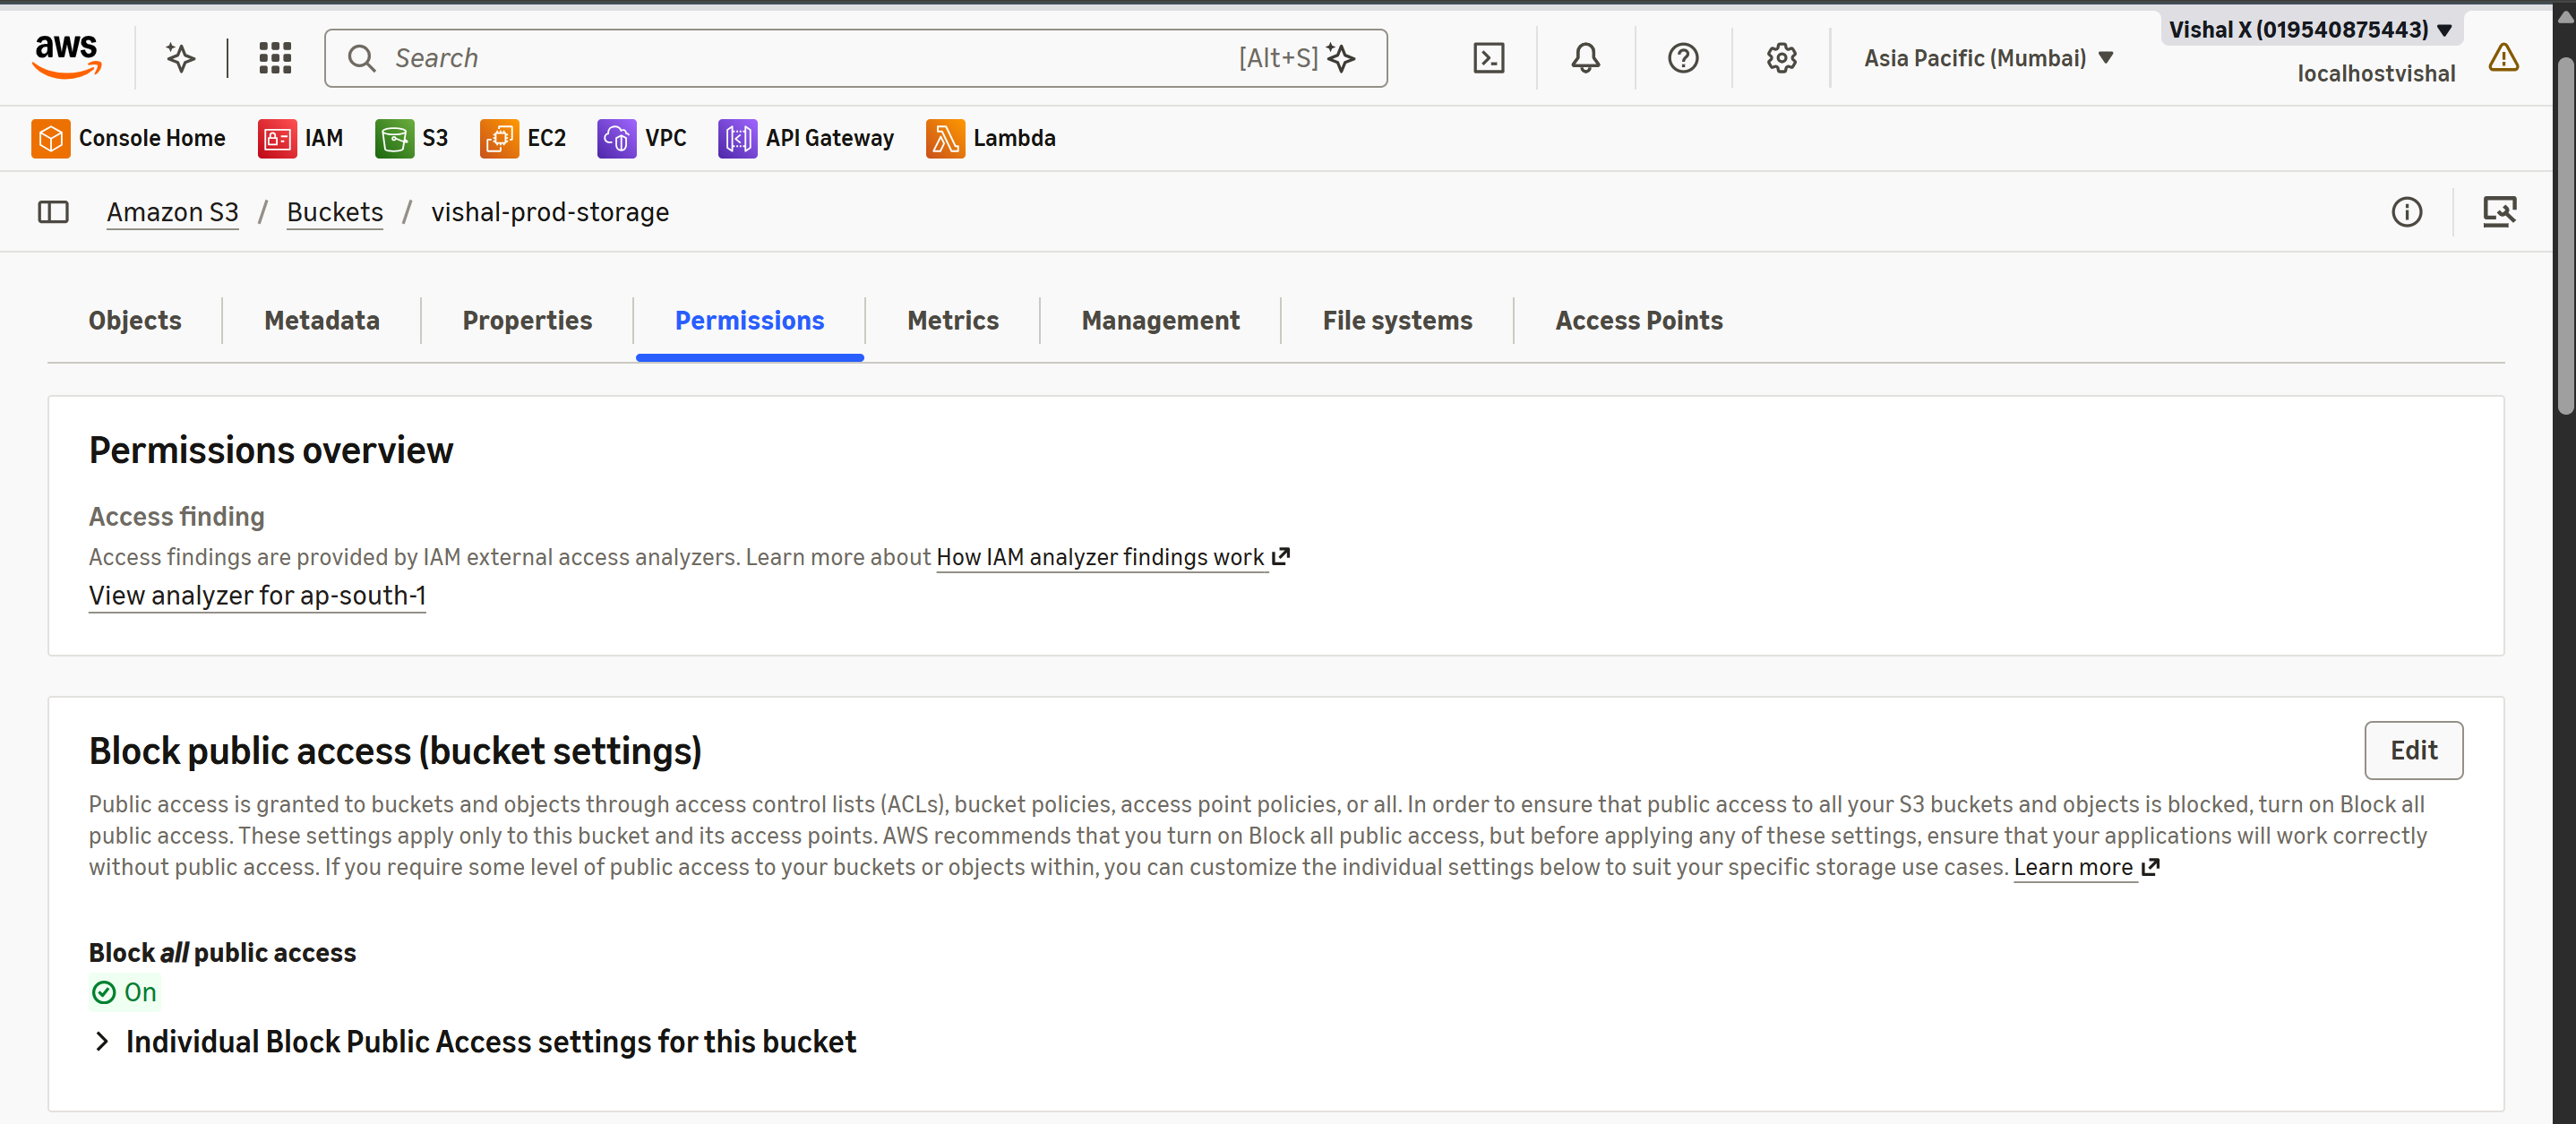 aws
Search [Alt+S]
Asia Pacific (Mumbai)
Vishal X (019540875443)
localhostvishal
Console Home IAM S3 EC2 VPC API Gateway Lambda
Amazon S3 / Buckets / vishal-prod-storage
Objects Metadata Properties Permissions Metrics Management File systems Access Points
Permissions overview
Access finding
Access findings are provided by IAM external access analyzers. Learn more about How IAM analyzer findings work
View analyzer for ap-south-1
Block public access (bucket settings)
Edit
Public access is granted to buckets and objects through access control lists (ACLs), bucket policies, access point policies, or all. In order to ensure that public access to all your S3 buckets and objects is blocked, turn on Block all
public access. These settings apply only to this bucket and its access points. AWS recommends that you turn on Block all public access, but before applying any of these settings, ensure that your applications will work correctly
without public access. If you require some level of public access to your buckets or objects within, you can customize the individual settings below to suit your specific storage use cases. Learn more
Block all public access
On
Individual Block Public Access settings for this bucket